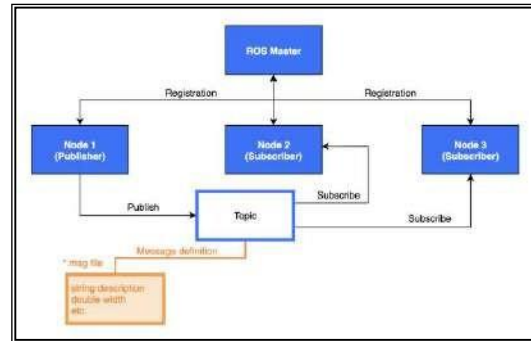 ROS Master
Registration
Registration
Node 1
(Publisher)
Node 2
(Subscriber)
Node 3
(Subscriber)
Subscribe
Publish
Topic
Subscribe
Message definition
* msg file
string description
double width
etc.